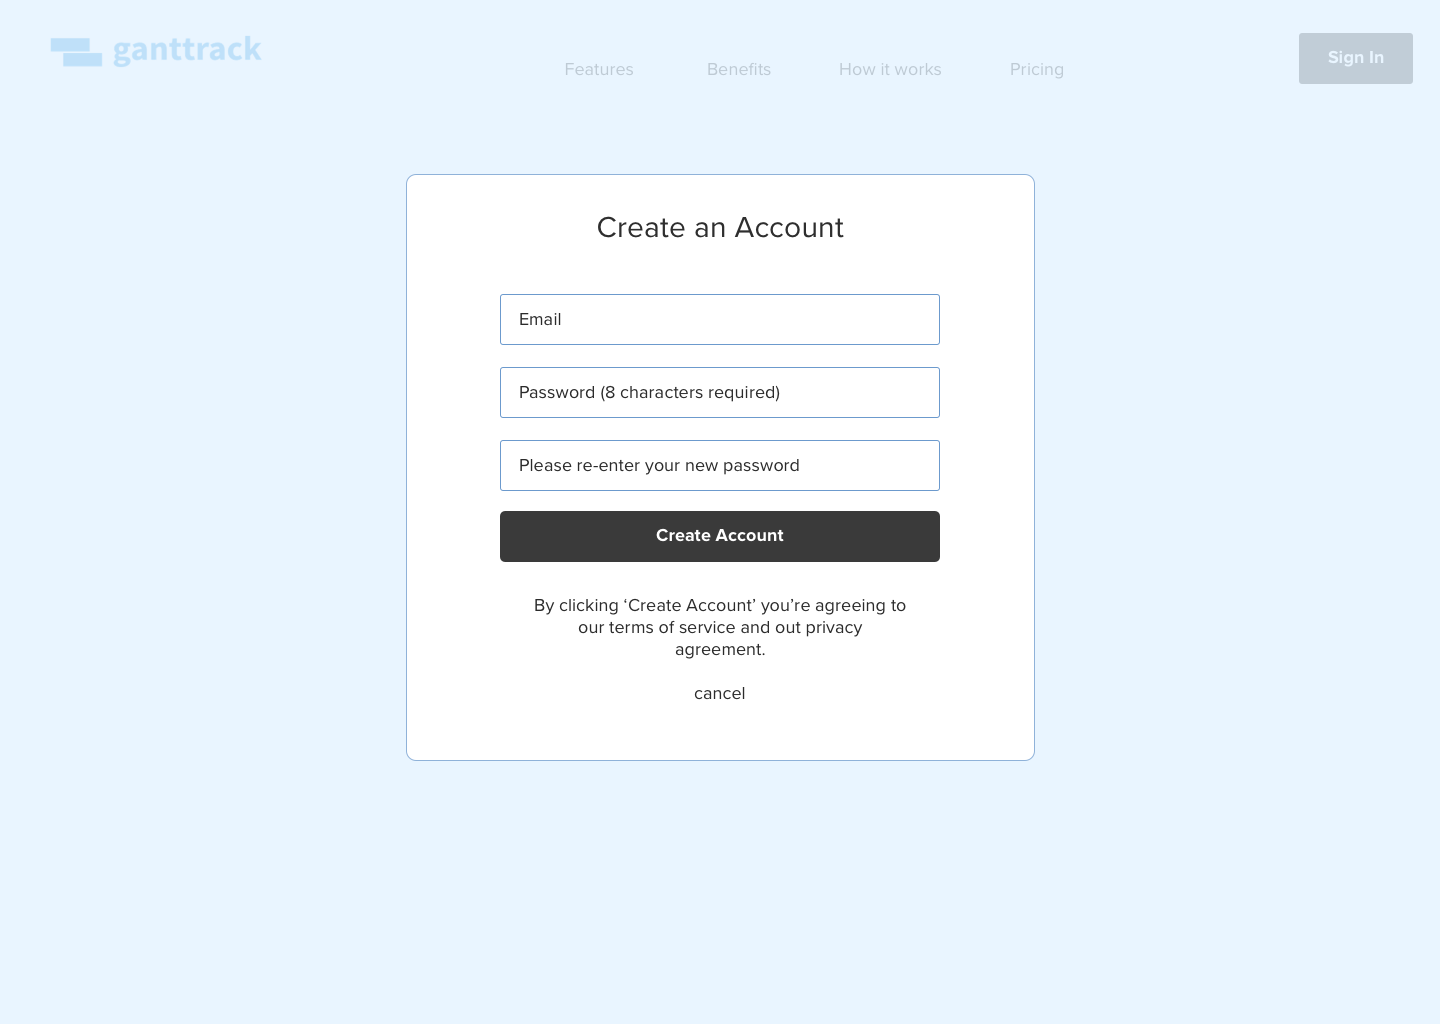 ganttrack
Features Benefits How it works Pricing
Sign In
Create an Account
Email
Password (8 characters required)
Please re-enter your new password
Create Account
By clicking ‘Create Account’ you’re agreeing to
our terms of service and out privacy
agreement.
cancel